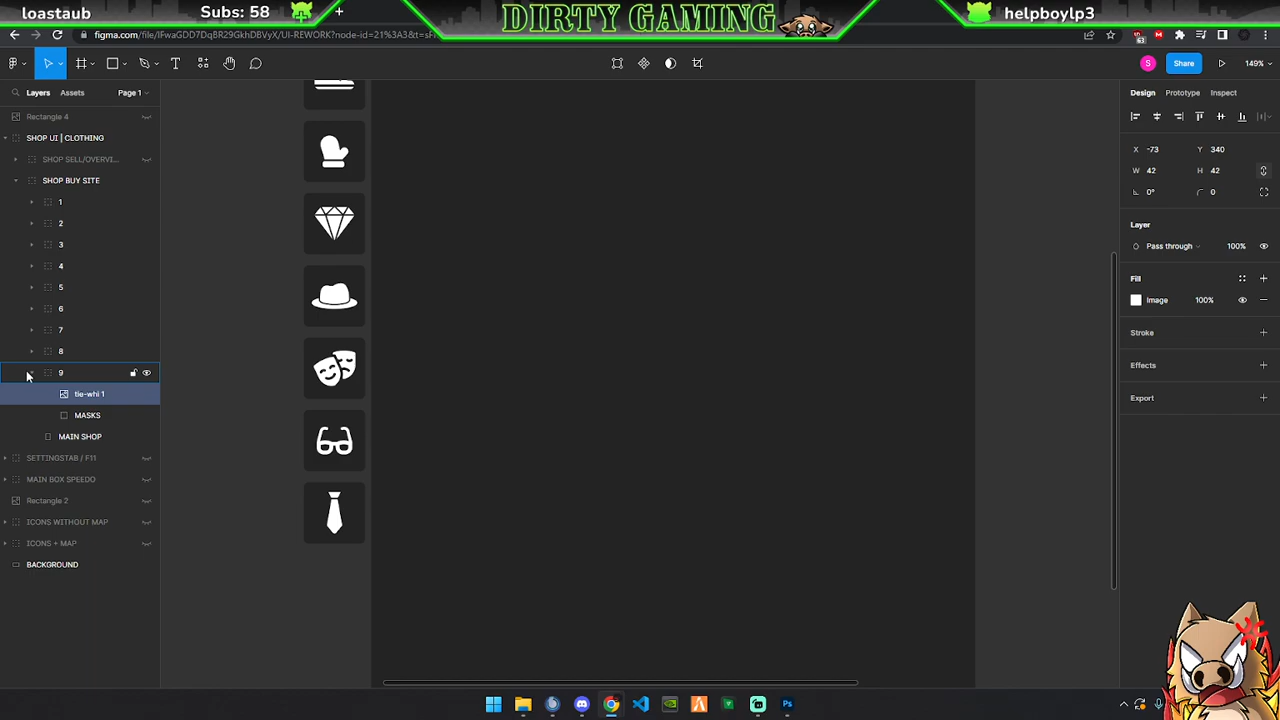 loastaub
Subs: 58
+
DIRTY GAMING
helpboylp3
figma.com/file/IFwaGDD7DqBR29GkhDBVyX/UI-REWORK?node-id=21%3A3&t=sF
63
S
Share
149%
Layers
Assets
Page 1
Design
Prototype
Inspect
Rectangle 4
SHOP UI | CLOTHING
SHOP SELL/OVERVI...
SHOP BUY SITE
1
2
3
4
5
6
7
8
9
tie-whi 1
MASKS
MAIN SHOP
SETTINGSTAB / F11
MAIN BOX SPEEDO
Rectangle 2
ICONS WITHOUT MAP
ICONS + MAP
BACKGROUND
X -73
Y 340
W 42
H 42
0°
0
Layer
Pass through
100%
Fill
Image
100%
Stroke
Effects
Export
Ps